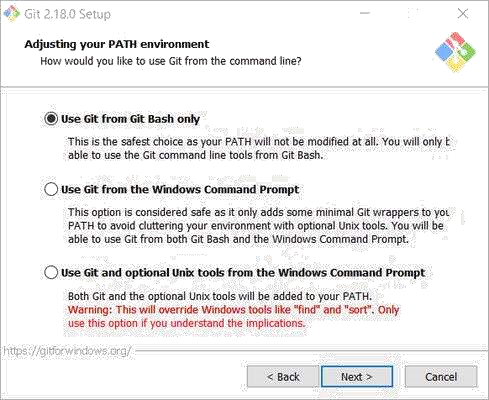 Git 2.18.0 Setup
Adjusting your PATH environment
How would you like to use Git from the command line?
Use Git from Git Bash only
This is the safest choice as your PATH will not be modified at all. You will only b
able to use the Git command line tools from Git Bash.
Use Git from the Windows Command Prompt
This option is considered safe as it only adds some minimal Git wrappers to you
PATH to avoid cluttering your environment with optional Unix tools. You will be
able to use Git from both Git Bash and the Windows Command Prompt.
Use Git and optional Unix tools from the Windows Command Prompt
Both Git and the optional Unix tools will be added to your PATH.
Warning: This will override Windows tools like "find" and "sort". Only
use this option if you understand the implications.
https://gitforwindows.org/
< Back Next > Cancel